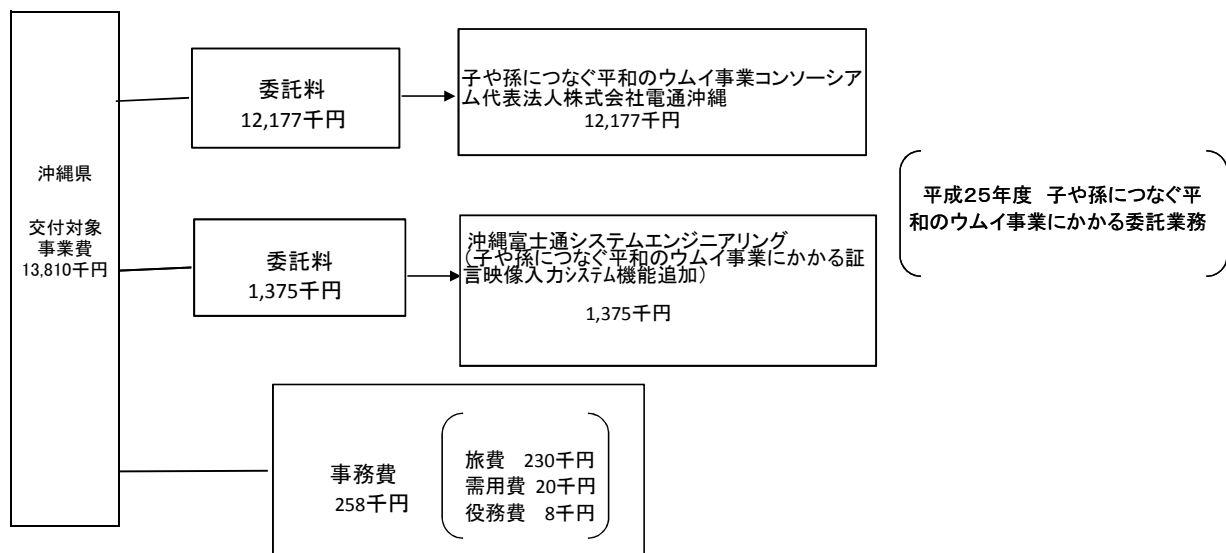 沖縄県
交付対象
事業費
13,810千円
委託料
12,177千円
子や孫につなぐ平和のウムイ事業コンソーシア
ム代表法人株式会社電通沖縄
12,177千円
平成25年度 子や孫につなぐ平
和のウムイ事業にかかる委託業務
委託料
1,375千円
沖縄富士通システムエンジニアリング
(子や孫につなぐ平和のウムイ事業にかかる証
言映像入力システム機能追加)
1,375千円
事務費
258千円
旅費 230千円
需用費 20千円
役務費 8千円